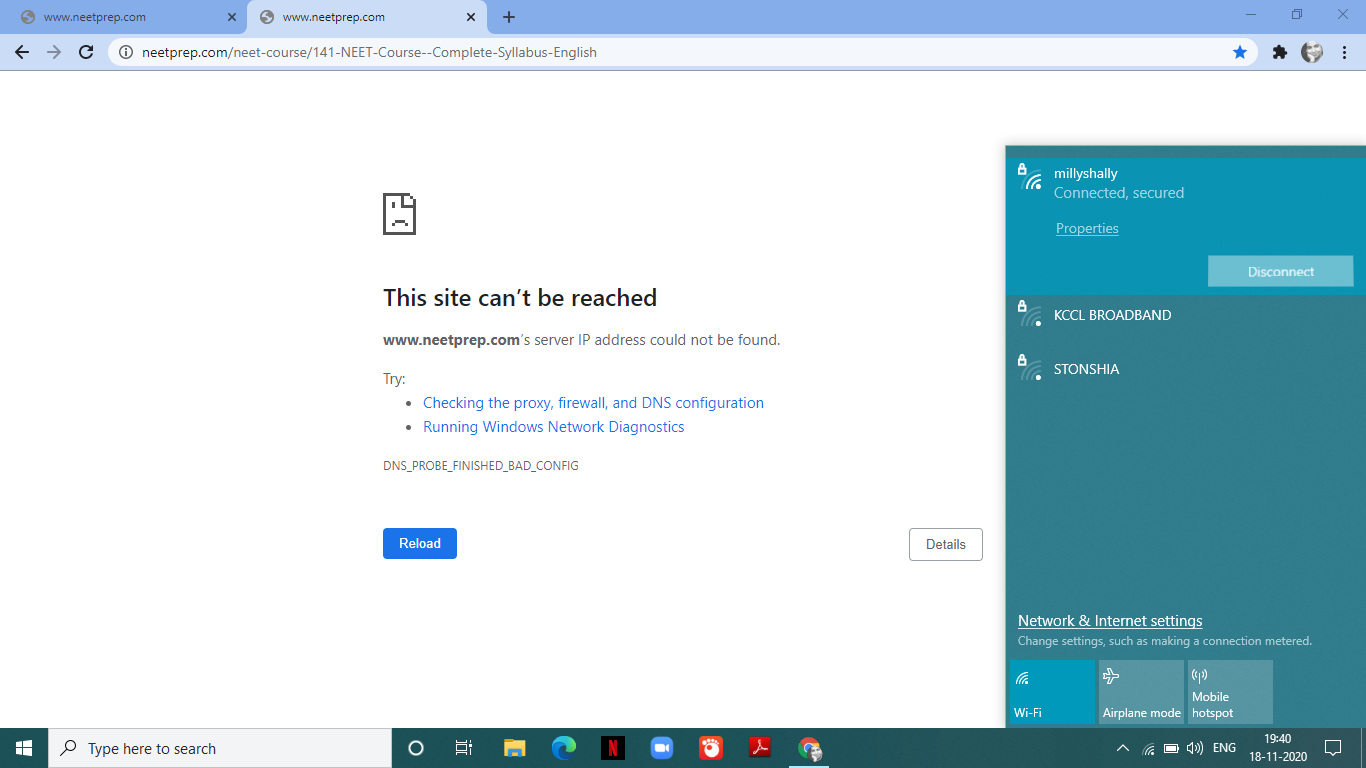 www.neetprep.com
www.neetprep.com
neetprep.com/neet-course/141-NEET-Course--Complete-Syllabus-English
This site can’t be reached
www.neetprep.com’s server IP address could not be found.
Try:
Checking the proxy, firewall, and DNS configuration
Running Windows Network Diagnostics
DNS_PROBE_FINISHED_BAD_CONFIG
Reload
Details
millyshally
Connected, secured
Properties
Disconnect
KCCL BROADBAND
STONSHIA
Network & Internet settings
Change settings, such as making a connection metered.
Wi-Fi
Airplane mode
Mobile
hotspot
Type here to search
N
ENG
19:40
18-11-2020